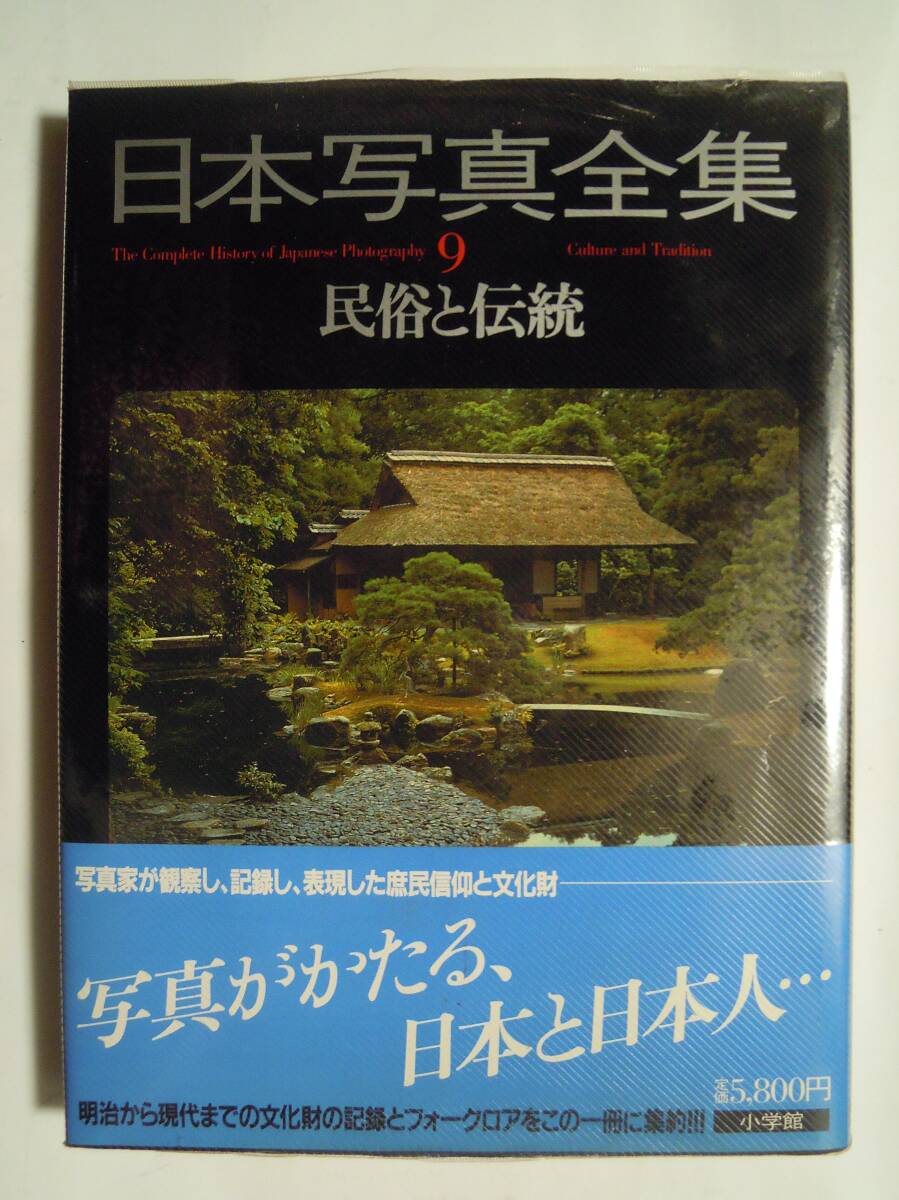 日本写真全集
The Complete History of Japanese Photography 9 Culture and Tradition
民俗と伝統
写真家が観察し、記録し、表現した庶民信仰と文化財
写真がかたる、
日本と日本人…
定価5,800円
明治から現代までの文化財の記録とフォークロアをこの一冊に集約!!!
小学館